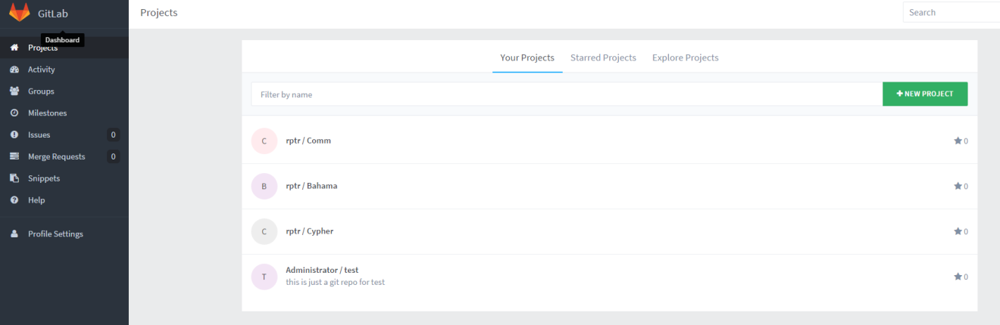 GitLab
Projects
Search
Dashboard
Projects
Activity
Groups
Milestones
Issues 0
Merge Requests 0
Snippets
Help
Profile Settings
Your Projects Starred Projects Explore Projects
Filter by name
+ NEW PROJECT
C rptr / Comm 0
B rptr / Bahama 0
C rptr / Cypher 0
T Administrator / test 0
this is just a git repo for test